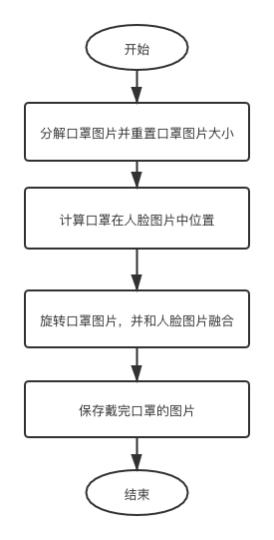 开始
分解口罩图片并重置口罩图片大小
计算口罩在人脸图片中位置
旋转口罩图片，并和人脸图片融合
保存戴完口罩的图片
结束